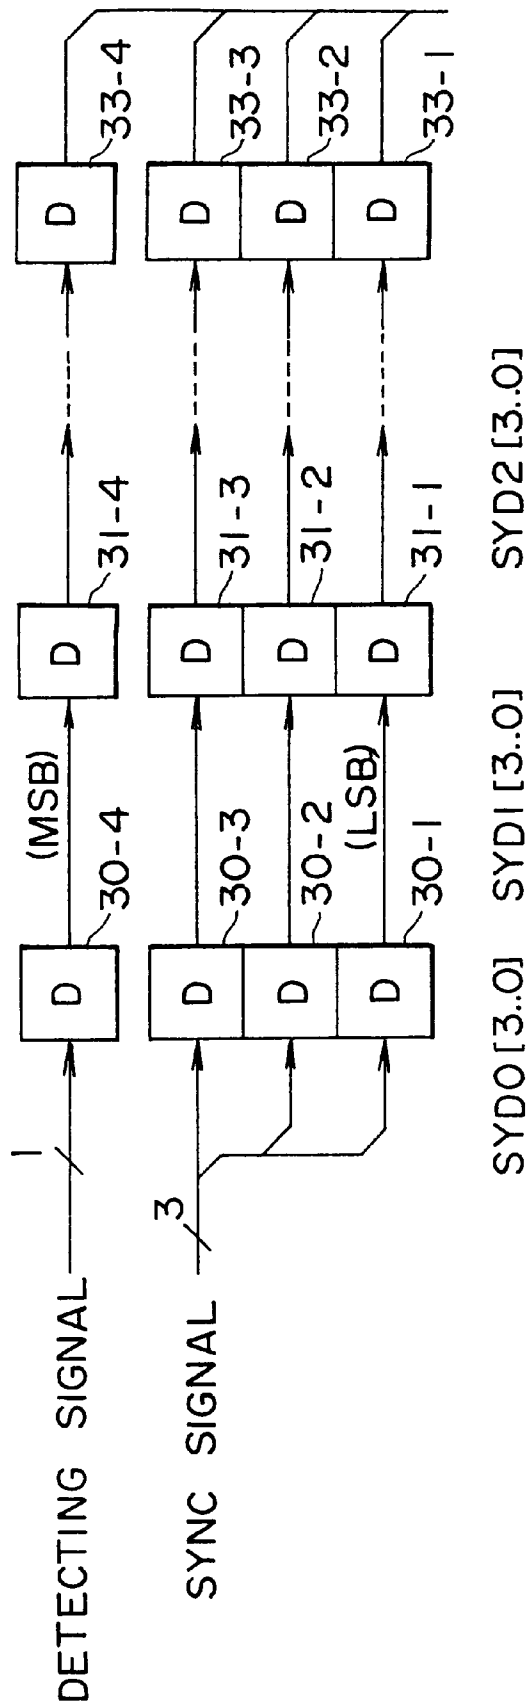 DETECTING SIGNAL
1
30-4
(MSB)
31-4
33-4
D
D
D
SYNC SIGNAL
3
30-3
31-3
33-3
D
D
D
30-2
31-2
33-2
D
D
D
(LSB)
30-1
31-1
33-1
D
D
D
SYD0 [3..0]
SYD1 [3..0]
SYD2 [3..0]